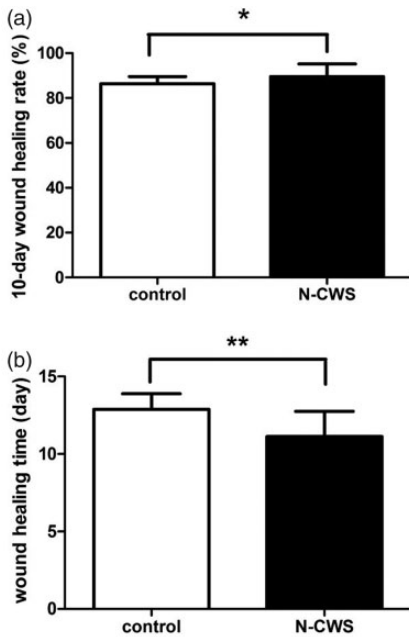 (a)
*
10-day wound healing rate (%)
100
80
60
40
20
0
control N-CWS
(b)
**
wound healing time (day)
15
10
5
0
control N-CWS